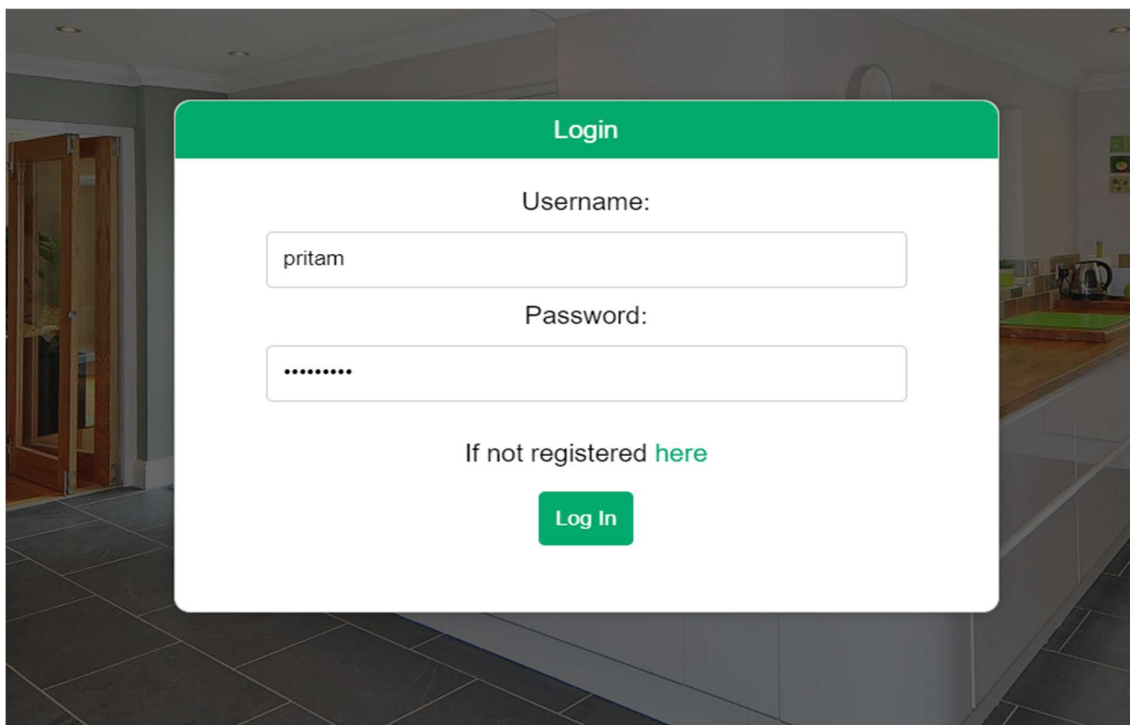 Login
Username:
pritam
Password:
•••••••••
If not registered here
Log In